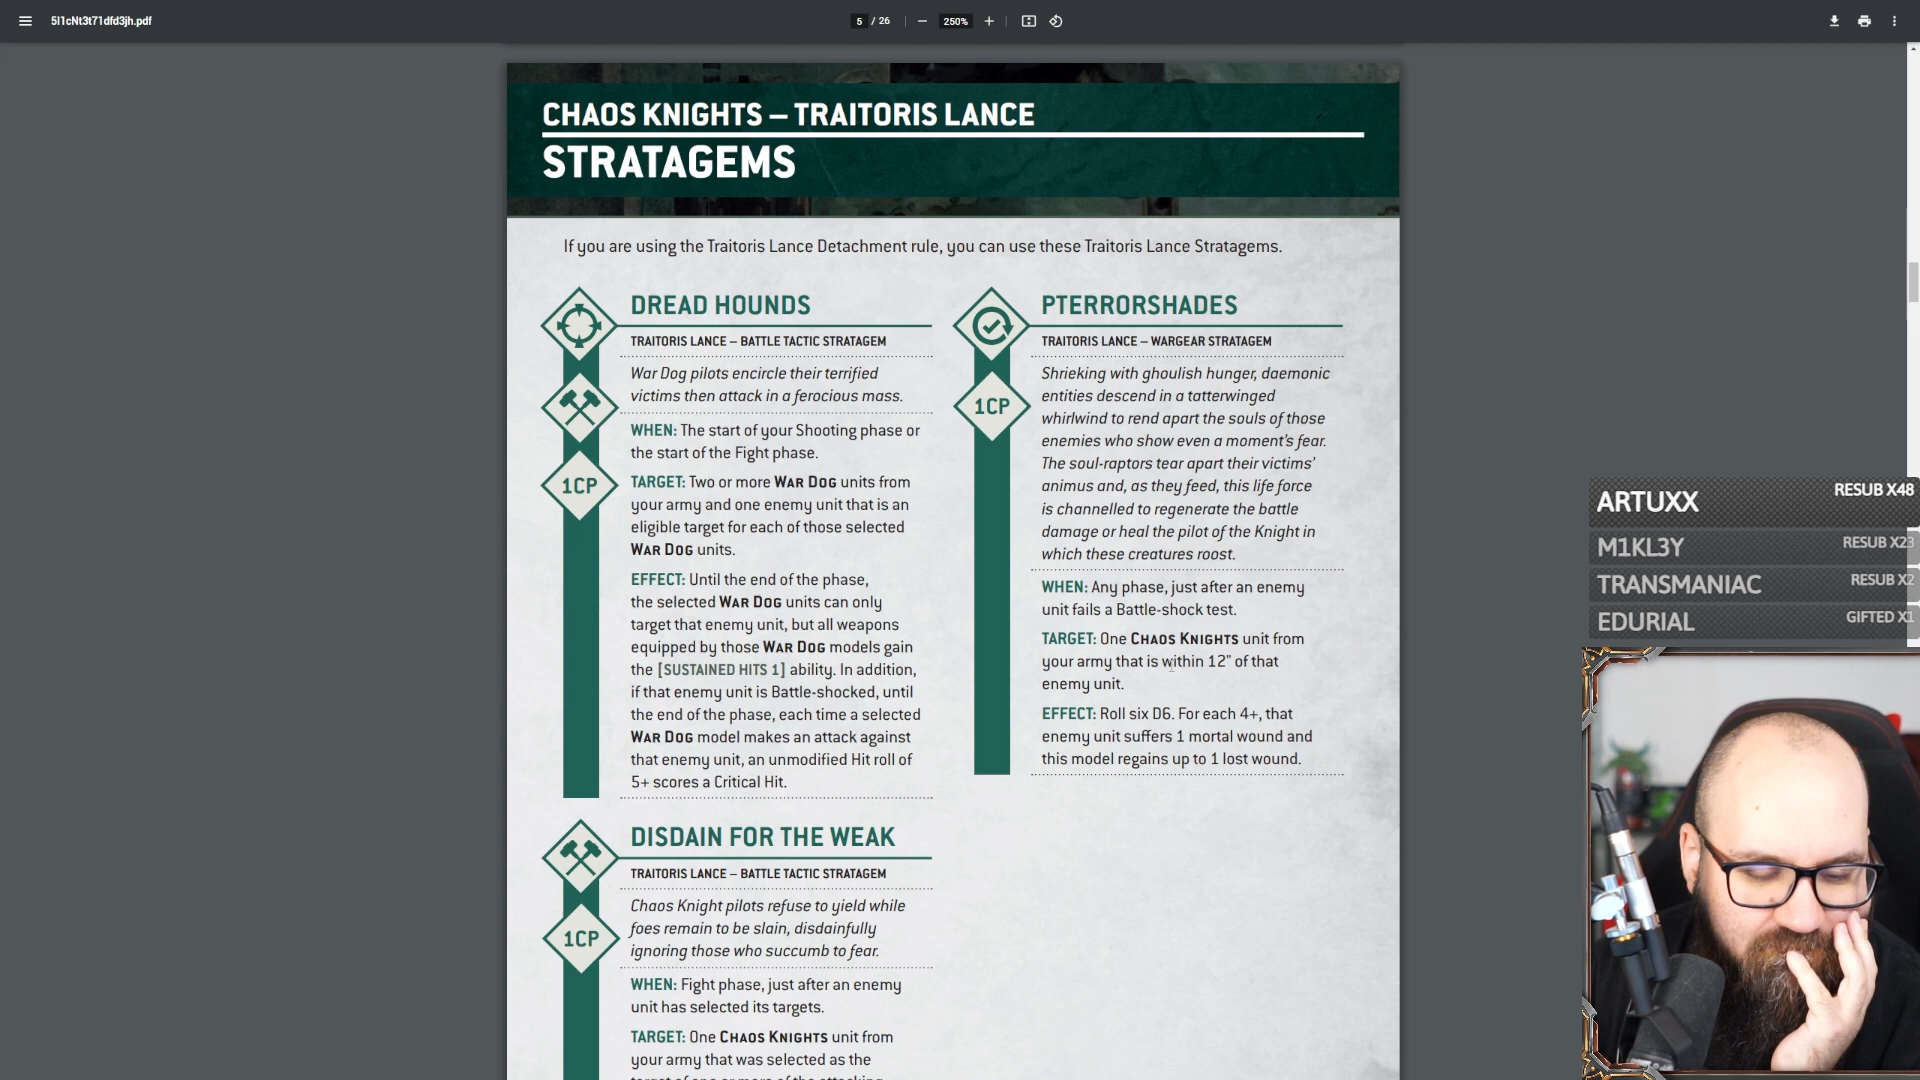 5l1cNt3t71dfd3jh.pdf
5 / 26
250%
CHAOS KNIGHTS – TRAITORIS LANCE
STRATAGEMS
If you are using the Traitoris Lance Detachment rule, you can use these Traitoris Lance Stratagems.
DREAD HOUNDS
TRAITORIS LANCE – BATTLE TACTIC STRATAGEM
War Dog pilots encircle their terrified
victims then attack in a ferocious mass.
1CP
WHEN: The start of your Shooting phase or
the start of the Fight phase.
TARGET: Two or more WAR DOG units from
your army and one enemy unit that is an
eligible target for each of those selected
WAR DOG units.
EFFECT: Until the end of the phase,
the selected WAR DOG units can only
target that enemy unit, but all weapons
equipped by those WAR DOG models gain
the [SUSTAINED HITS 1] ability. In addition,
if that enemy unit is Battle-shocked, until
the end of the phase, each time a selected
WAR DOG model makes an attack against
that enemy unit, an unmodified Hit roll of
5+ scores a Critical Hit.
DISDAIN FOR THE WEAK
TRAITORIS LANCE – BATTLE TACTIC STRATAGEM
Chaos Knight pilots refuse to yield while
foes remain to be slain, disdainfully
ignoring those who succumb to fear.
1CP
WHEN: Fight phase, just after an enemy
unit has selected its targets.
TARGET: One CHAOS KNIGHTS unit from
your army that was selected as the
target of one or more of the attacking
PTERRORSHADES
TRAITORIS LANCE – WARGEAR STRATAGEM
1CP
Shrieking with ghoulish hunger, daemonic
entities descend in a tatterwinged
whirlwind to rend apart the souls of those
enemies who show even a moment's fear.
The soul-raptors tear apart their victims'
animus and, as they feed, this life force
is channelled to regenerate the battle
damage or heal the pilot of the Knight in
which these creatures roost.
WHEN: Any phase, just after an enemy
unit fails a Battle-shock test.
TARGET: One CHAOS KNIGHTS unit from
your army that is within 12" of that
enemy unit.
EFFECT: Roll six D6. For each 4+, that
enemy unit suffers 1 mortal wound and
this model regains up to 1 lost wound.
ARTUXX RESUB X48
M1KL3Y RESUB X23
TRANSMANIAC RESUB X2
EDURIAL GIFTED X1